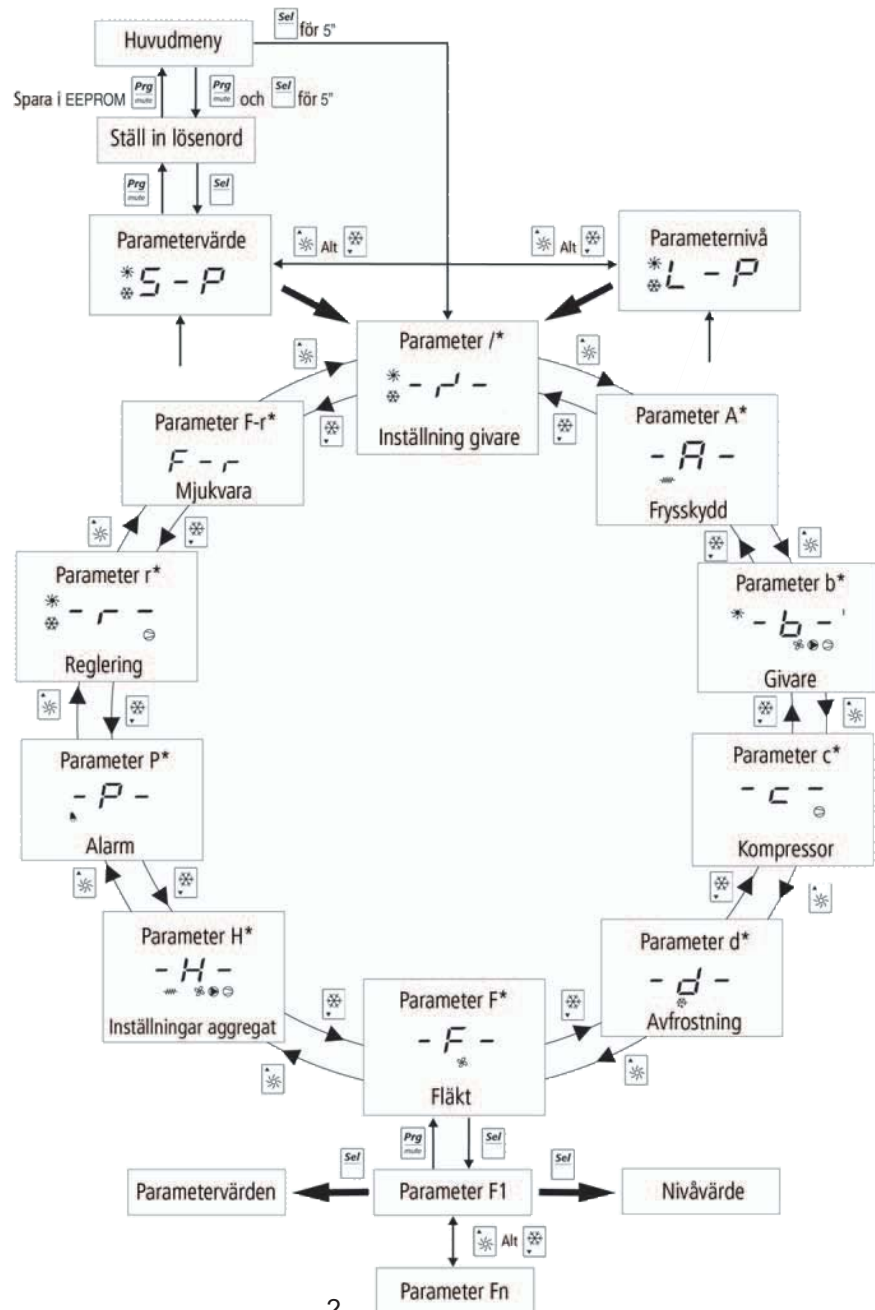 Huvudmeny
Sel för 5"
Spara i EEPROM Prg mute
Prg mute och Sel för 5"
Ställ in lösenord
Prg mute
Sel
Parametervärde
S - P
Alt
Alt
Parameternivå
L - P
Parameter /*
- / -
Inställning givare
Parameter F-r*
F - r
Mjukvara
Parameter A*
- A -
Frysskydd
Parameter r*
- r -
Reglering
Parameter b*
- b -
Givare
Parameter P*
- P -
Alarm
Parameter c*
- c -
Kompressor
Parameter H*
- H -
Inställningar aggregat
Parameter d*
- d -
Avfrostning
Parameter F*
- F -
Fläkt
Prg mute
Sel
Sel
Sel
Parametervärden
Parameter F1
Nivåvärde
Alt
Parameter Fn
2